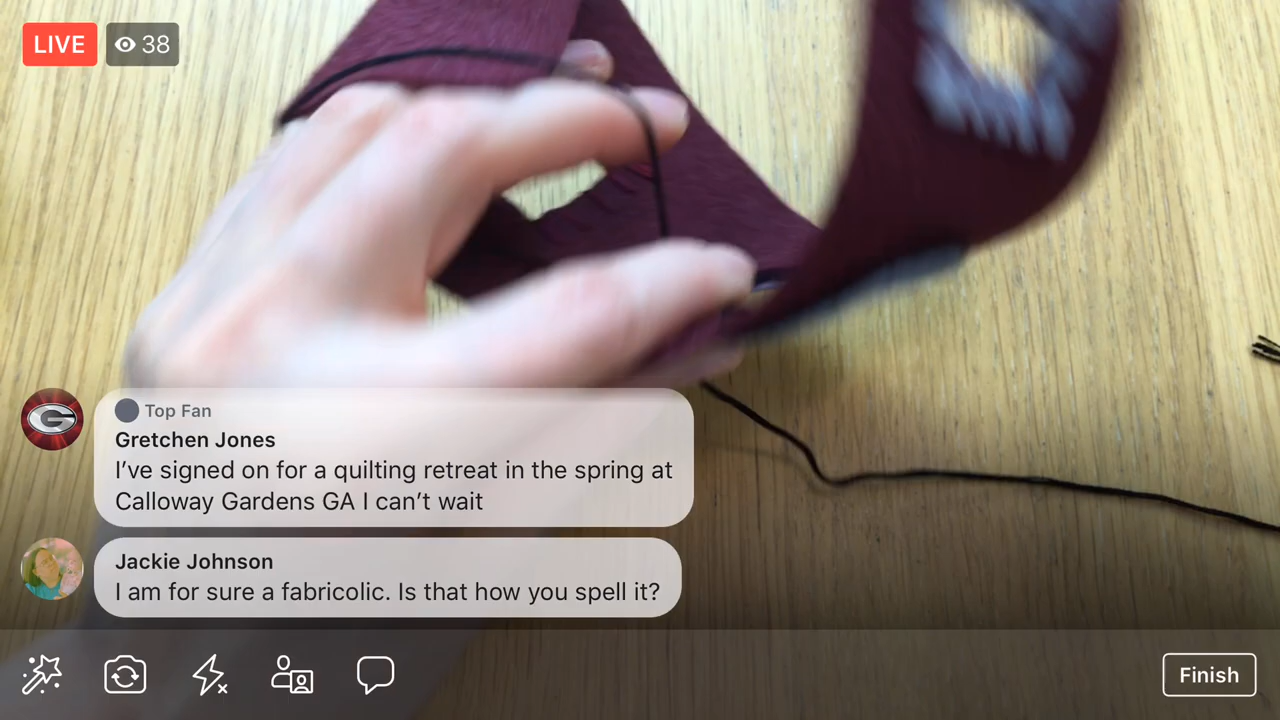 LIVE
38
Top Fan
Gretchen Jones
I’ve signed on for a quilting retreat in the spring at
Calloway Gardens GA I can’t wait
Jackie Johnson
I am for sure a fabricolic. Is that how you spell it?
Finish
G